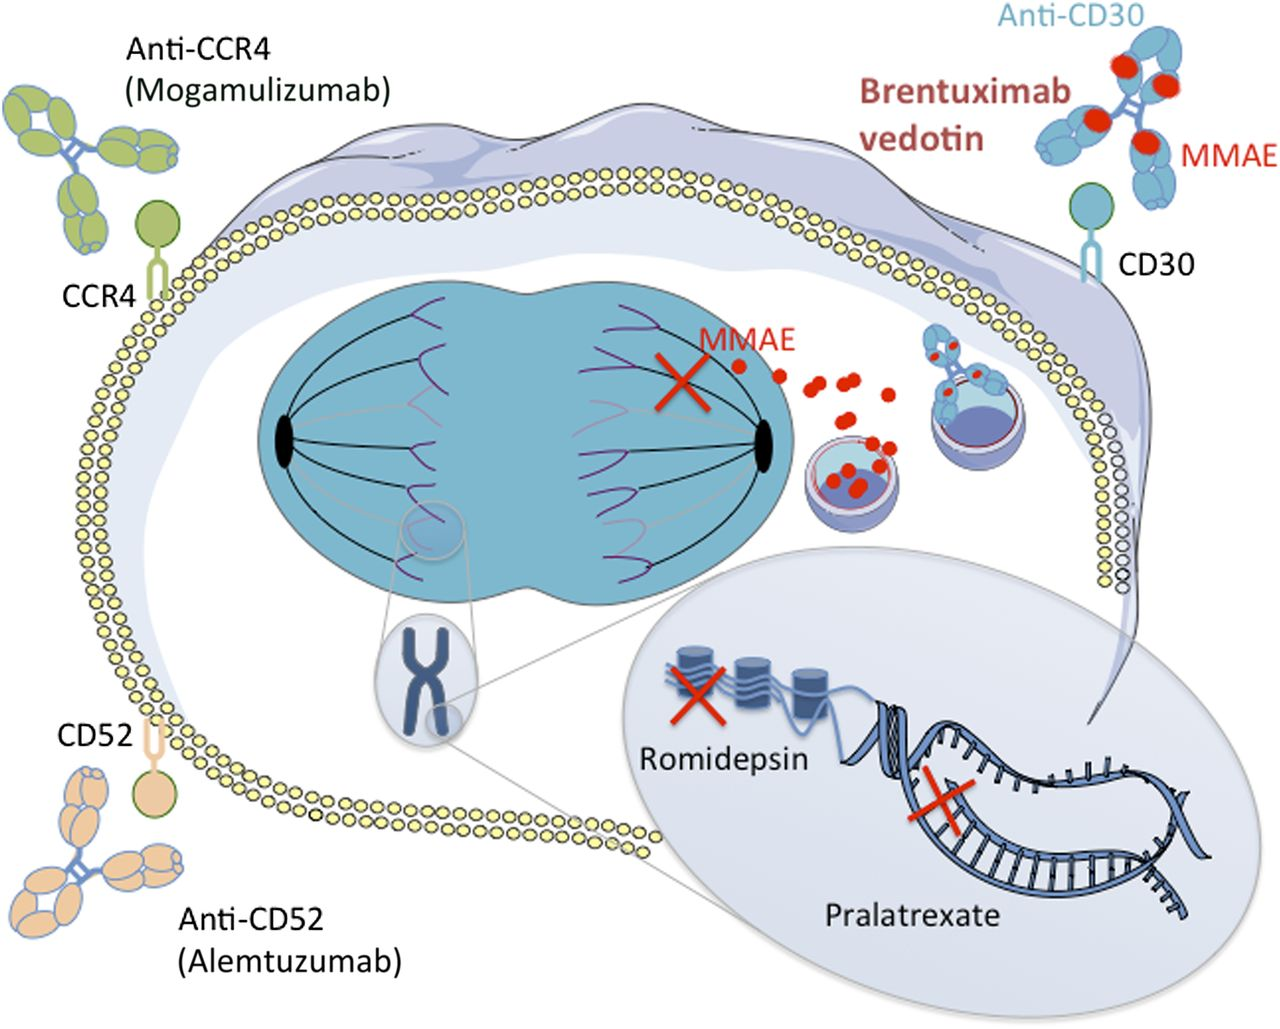 Anti-CCR4
(Mogamulizumab)
Anti-CD30
Brentuximab
vedotin
MMAE
CCR4
CD30
MMAE
CD52
Romidepsin
Pralatrexate
Anti-CD52
(Alemtuzumab)